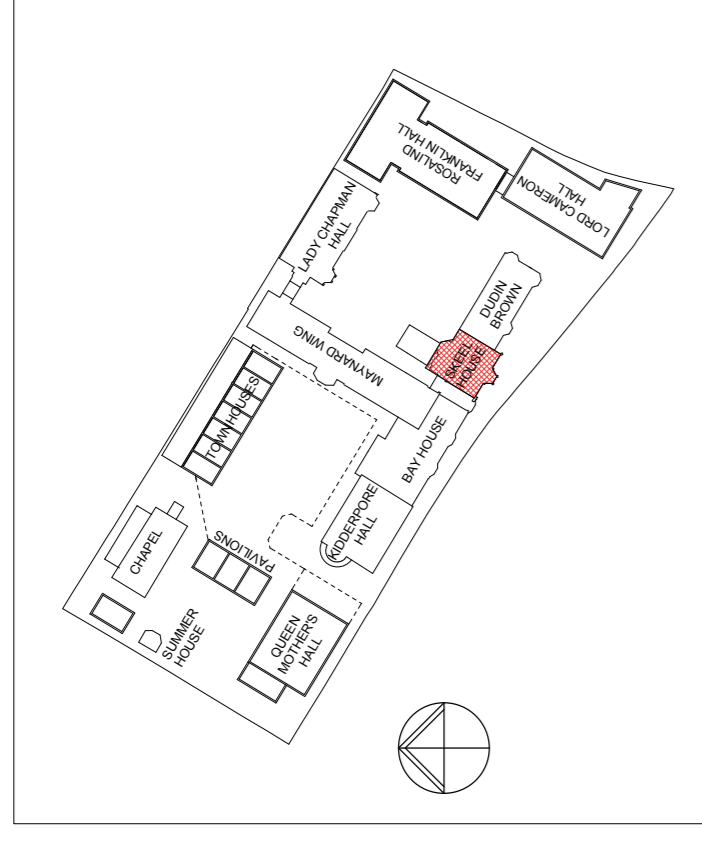 ROSALIND
FRANKLIN HALL
LORD CAMERON
HALL
LADY CHAPMAN
HALL
DUDIN
BROWN
MAYNARD WING
SKEEL
HOUSE
TOWNHOUSES
BAY HOUSE
KIDDERPORE
HALL
CHAPEL
PAVILIONS
SUMMER
HOUSE
QUEEN
MOTHER'S
HALL